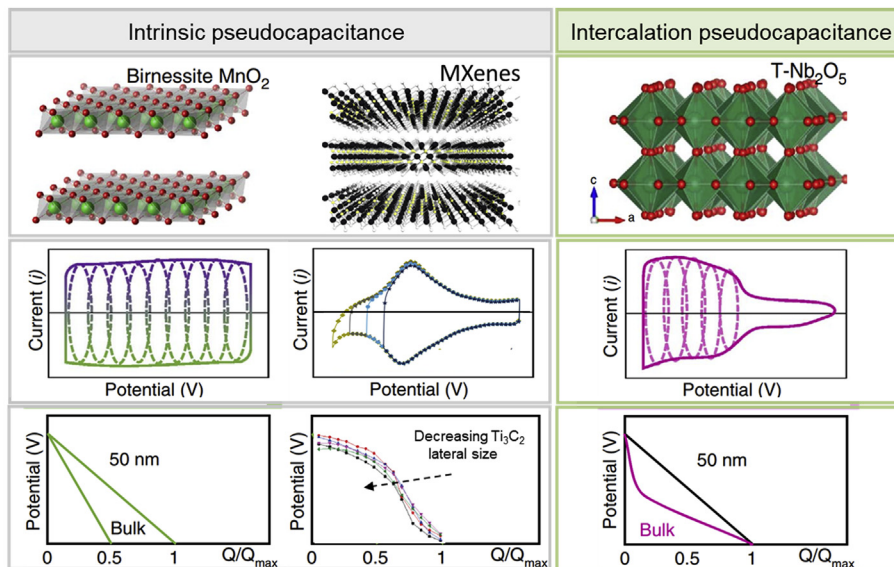 Intrinsic pseudocapacitance
Intercalation pseudocapacitance
Birnessite MnO₂
MXenes
T-Nb₂O₅
c
a
Current (i)
Potential (V)
Current (i)
Potential (V)
Current (i)
Potential (V)
Potential (V)
50 nm
Bulk
0 0.5 1 Q/Qmax
Potential (V)
Decreasing Ti₃C₂
lateral size
0 0.5 1 Q/Qmax
Potential (V)
50 nm
Bulk
0 0.5 1 Q/Qmax